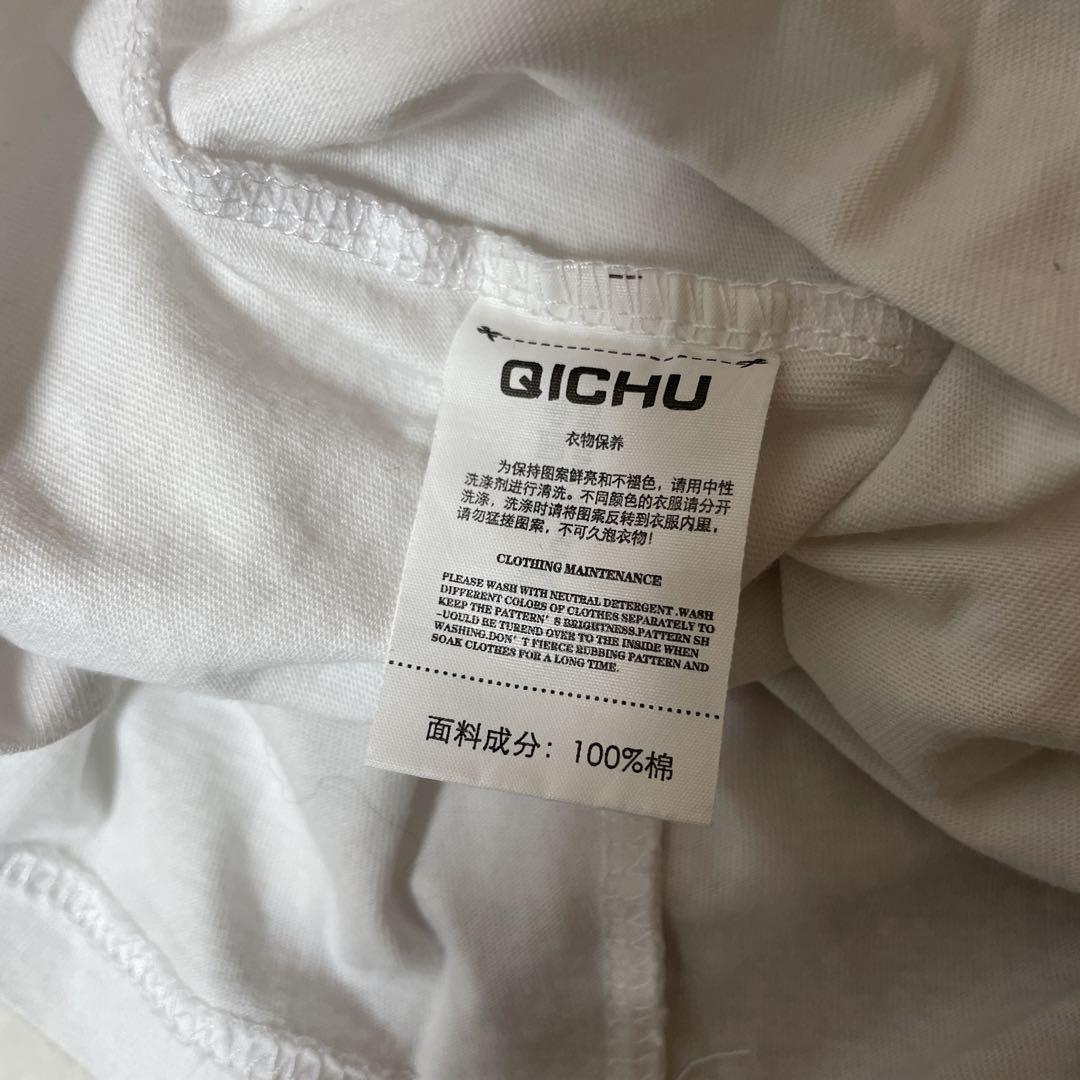 QICHU
衣物保养
为保持图案鲜亮和不褪色，请用中性
洗涤剂进行清洗。不同颜色的衣服请分开
洗涤，洗涤时请将图案反转到衣服内里，
请勿猛搓图案，不可久泡衣物！
CLOTHING MAINTENANCE
PLEASE WASH WITH NEUTRAL DETERGENT .WASH
DIFFERENT COLORS OF CLOTHES SEPARATELY TO
KEEP THE PATTERN'S BRIGHTNESS.PATTERN SH
-UOULD BE TUREND OVER TO THE INSIDE WHEN
WASHING.DON'T FIERCE RUBBING PATTERN AND
SOAK CLOTHES FOR A LONG TIME.
面料成分：100%棉